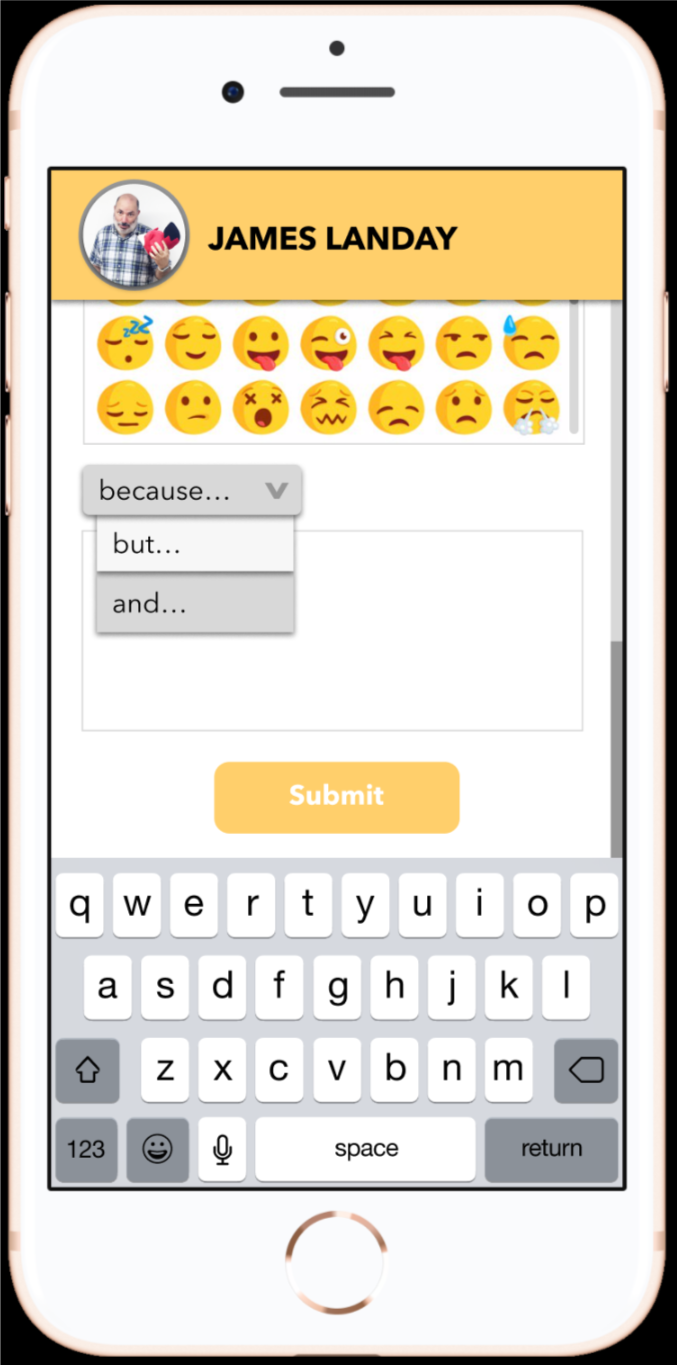 JAMES LANDAY
because...
but...
and...
Submit
q w e r t y u i o p
a s d f g h j k l
z x c v b n m
123 space return